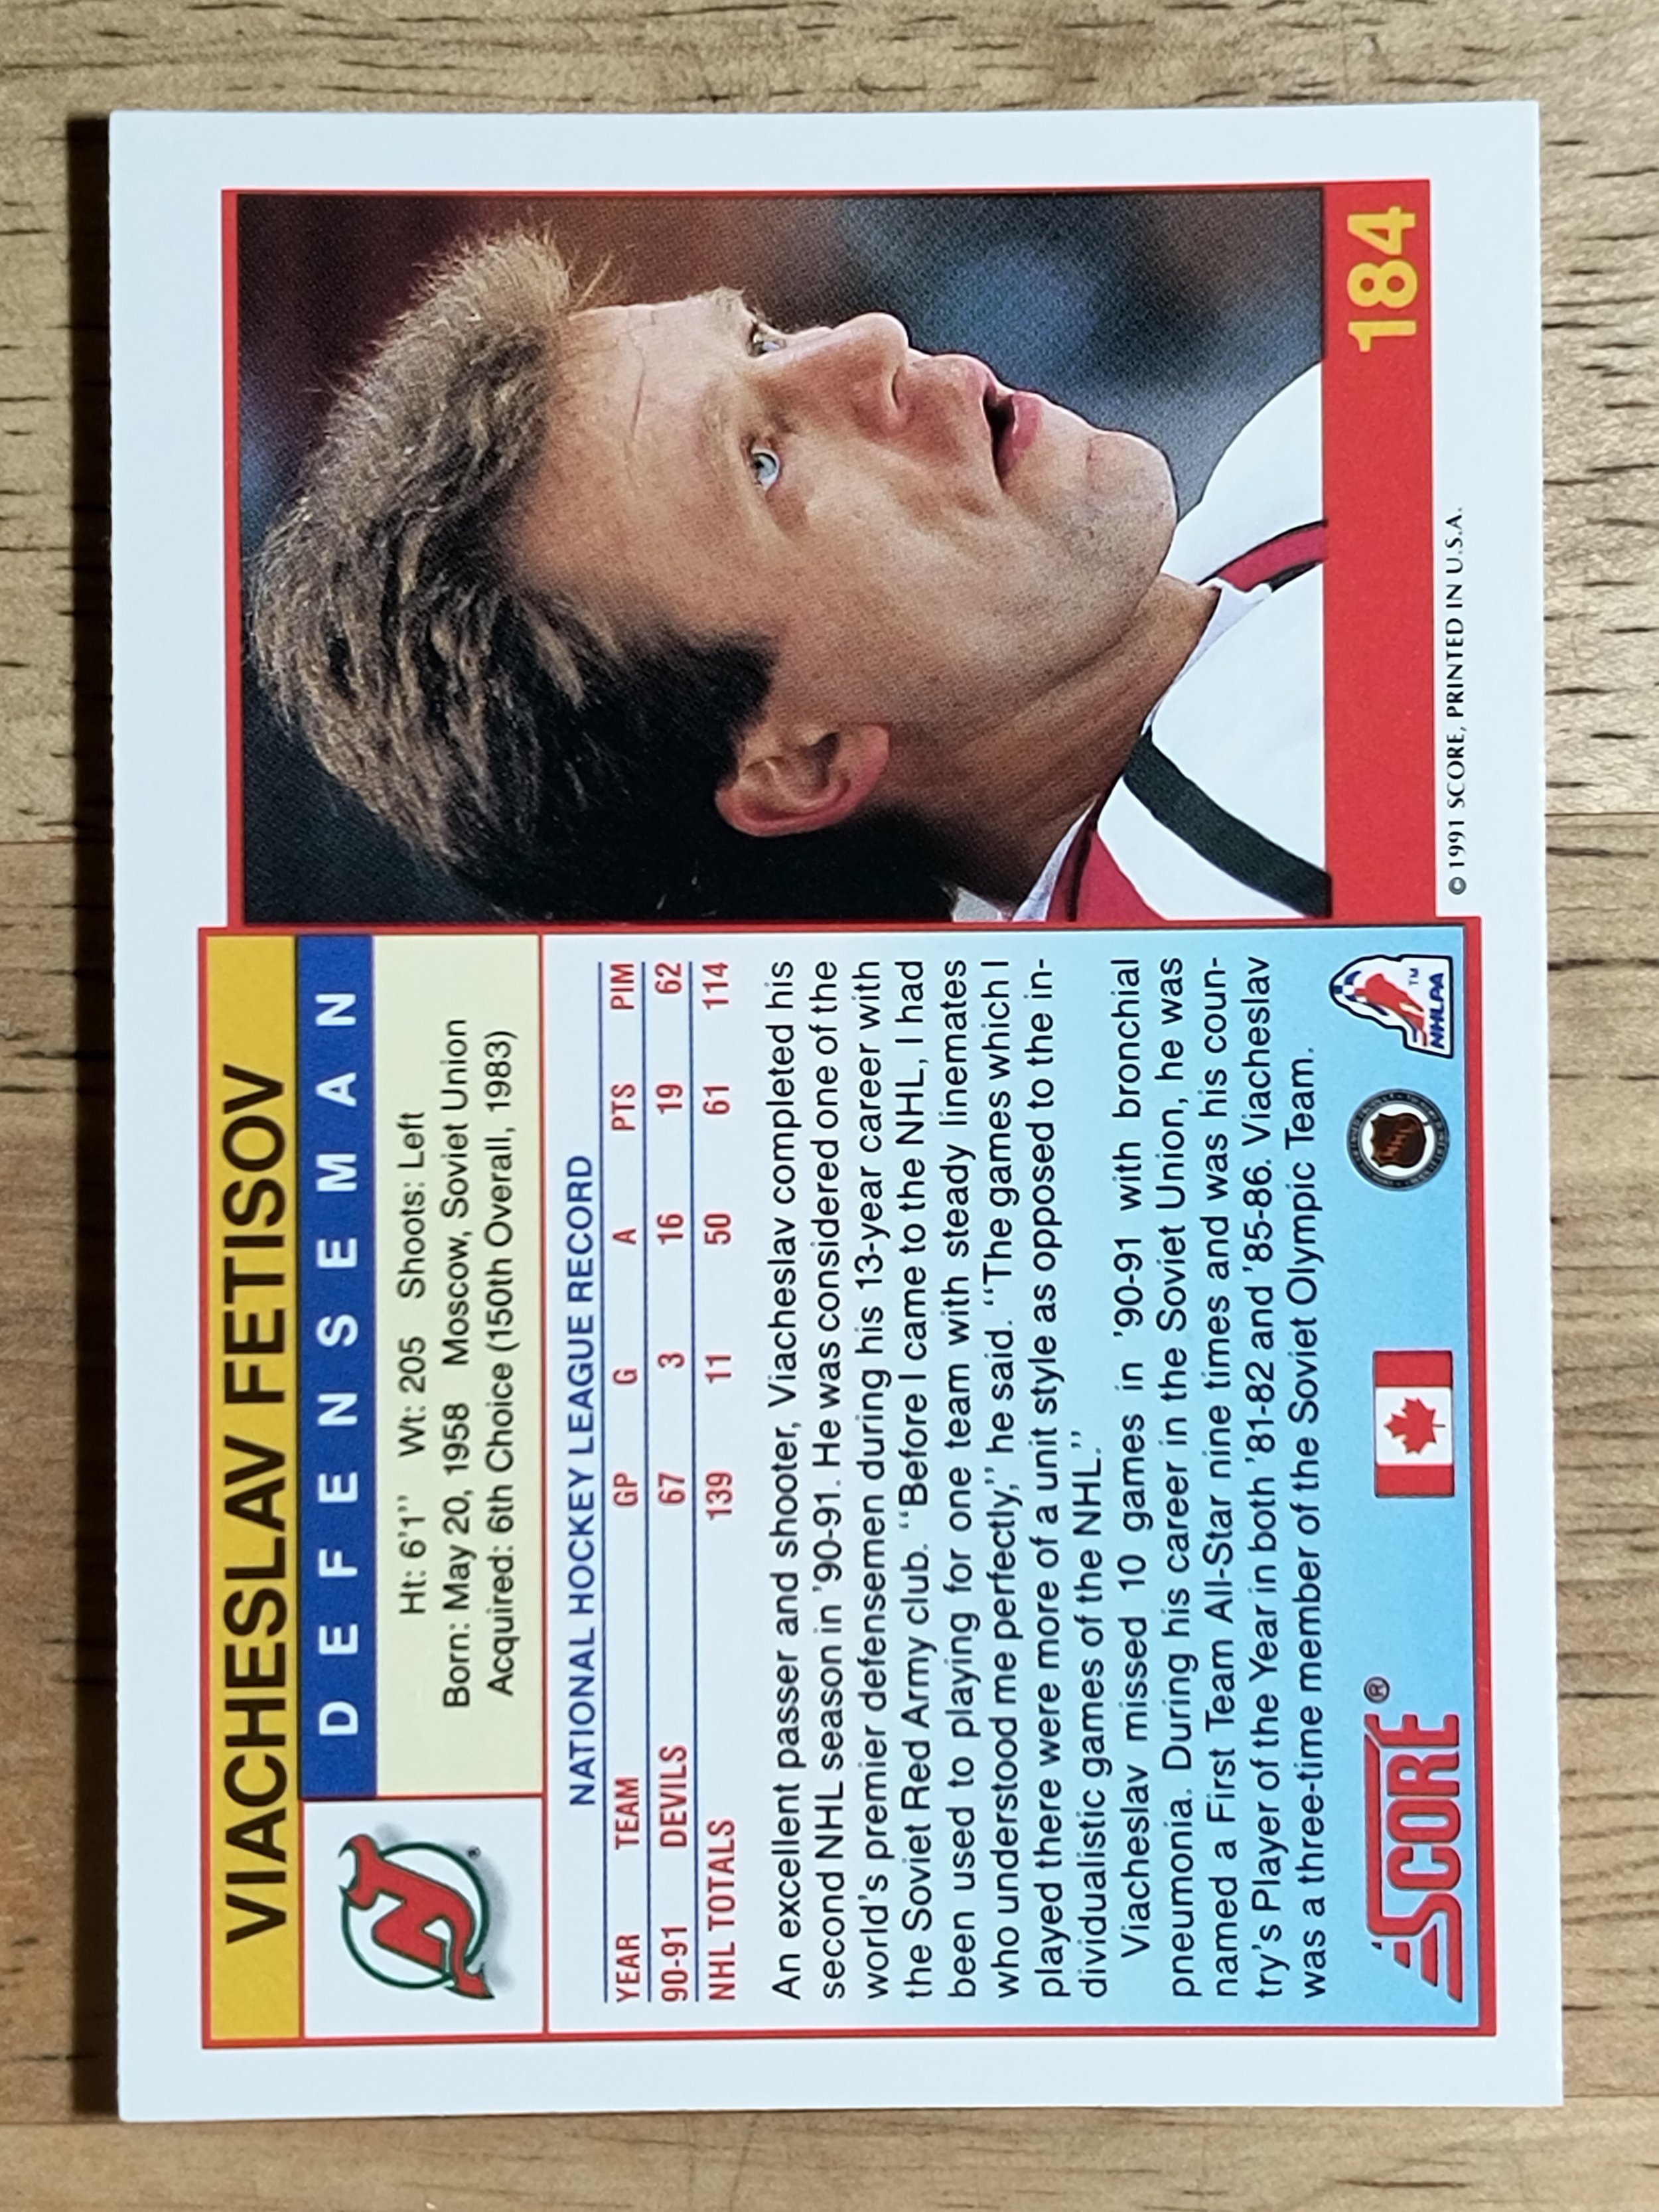 VIACHESLAV FETISOV
DEFENSEMAN
Ht: 6'1" Wt: 205 Shoots: Left
Born: May 20, 1958 Moscow, Soviet Union
Acquired: 6th Choice (150th Overall, 1983)
NATIONAL HOCKEY LEAGUE RECORD
YEAR TEAM GP G A PTS PIM
90-91 DEVILS 67 3 16 19 62
NHL TOTALS 139 11 50 61 114
An excellent passer and shooter, Viacheslav completed his
second NHL season in '90-91. He was considered one of the
world's premier defensemen during his 13-year career with
the Soviet Red Army club. "Before I came to the NHL, I had
been used to playing for one team with steady linemates
who understood me perfectly," he said. "The games which I
played there were more of a unit style as opposed to the in-
dividualistic games of the NHL."
Viacheslav missed 10 games in '90-91 with bronchial
pneumonia. During his career in the Soviet Union, he was
named a First Team All-Star nine times and was his coun-
try's Player of the Year in both '81-82 and '85-86. Viacheslav
was a three-time member of the Soviet Olympic Team.
SCORE®
NHL
NHLPA™
184
© 1991 SCORE, PRINTED IN U.S.A.